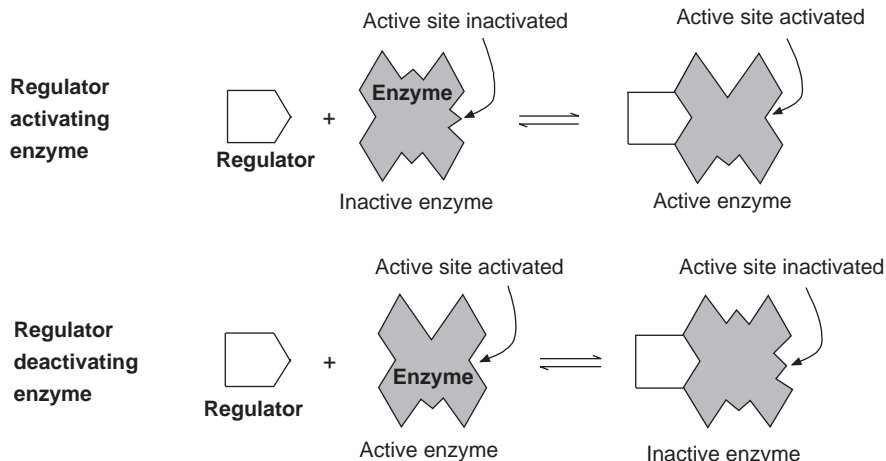 Active site inactivated
Active site activated
Regulator
activating
enzyme
Enzyme
+
Regulator
Inactive enzyme
Active enzyme
Active site activated
Active site inactivated
Regulator
deactivating
enzyme
+
Enzyme
Regulator
Active enzyme
Inactive enzyme